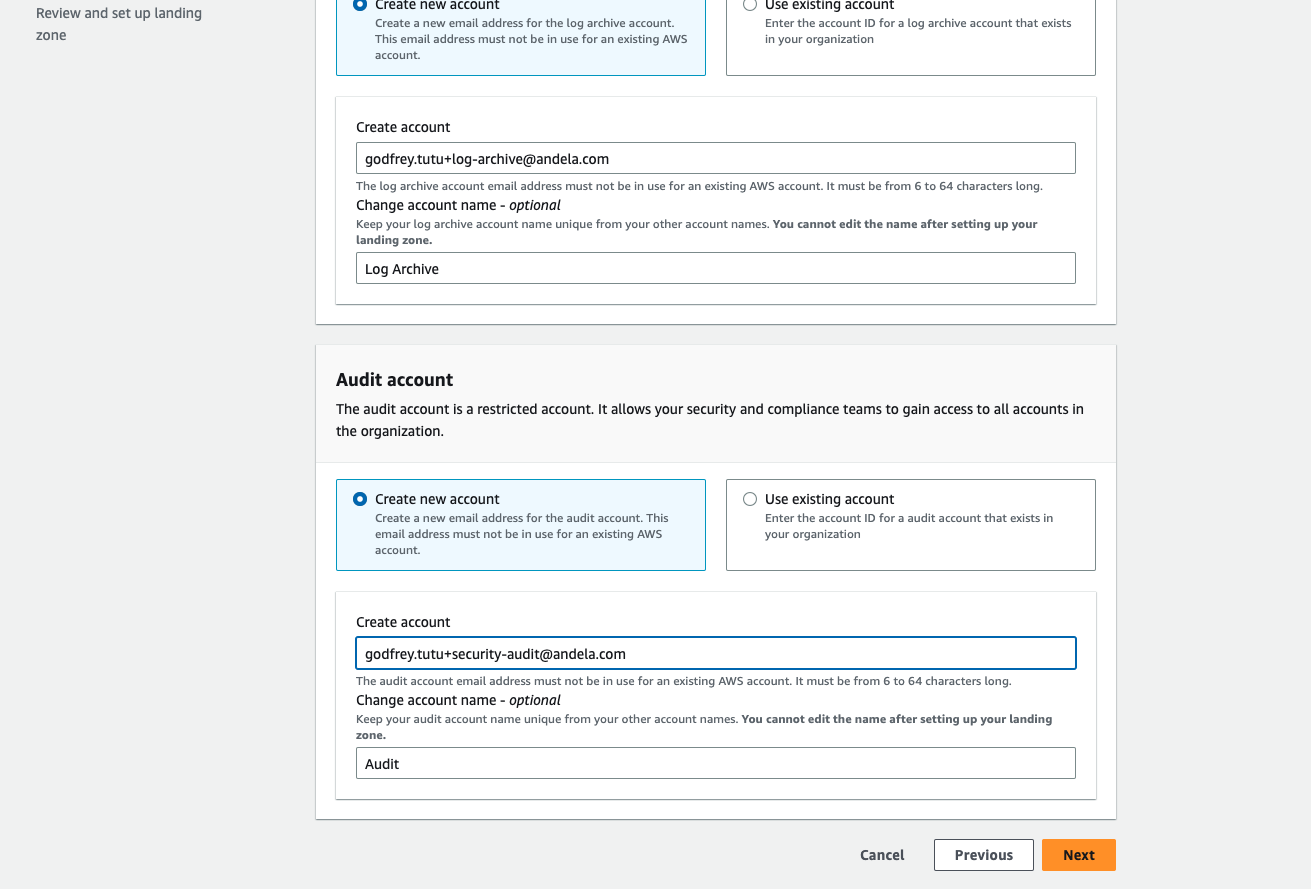 Review and set up landing
zone
Create new account
Create a new email address for the log archive account.
This email address must not be in use for an existing AWS
account.
Use existing account
Enter the account ID for a log archive account that exists
in your organization
Create account
godfrey.tutu+log-archive@andela.com
The log archive account email address must not be in use for an existing AWS account. It must be from 6 to 64 characters long.
Change account name - optional
Keep your log archive account name unique from your other account names. You cannot edit the name after setting up your
landing zone.
Log Archive
Audit account
The audit account is a restricted account. It allows your security and compliance teams to gain access to all accounts in
the organization.
Create new account
Create a new email address for the audit account. This
email address must not be in use for an existing AWS
account.
Use existing account
Enter the account ID for a audit account that exists in
your organization
Create account
godfrey.tutu+security-audit@andela.com
The audit account email address must not be in use for an existing AWS account. It must be from 6 to 64 characters long.
Change account name - optional
Keep your audit account name unique from your other account names. You cannot edit the name after setting up your landing
zone.
Audit
Cancel
Previous
Next